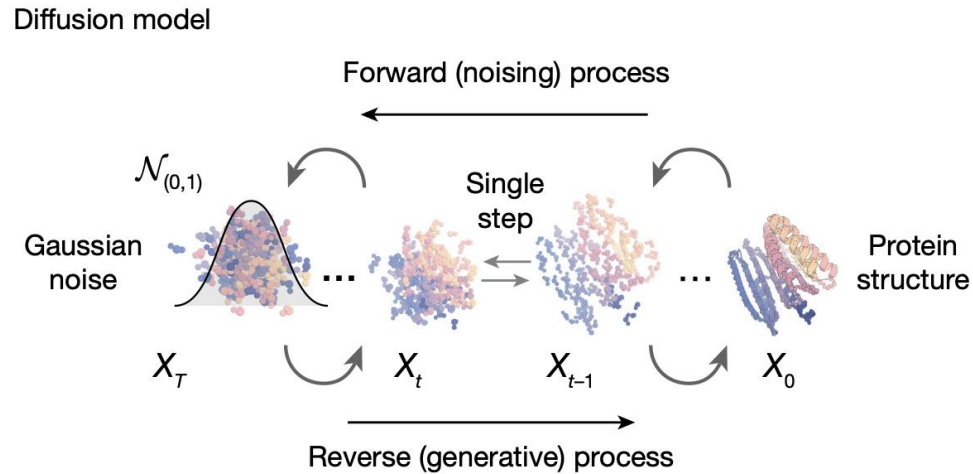 Diffusion model
Forward (noising) process
𝒩(0,1)
Single
step
Gaussian
noise
...
...
Protein
structure
X_T
X_t
X_{t–1}
X_0
Reverse (generative) process